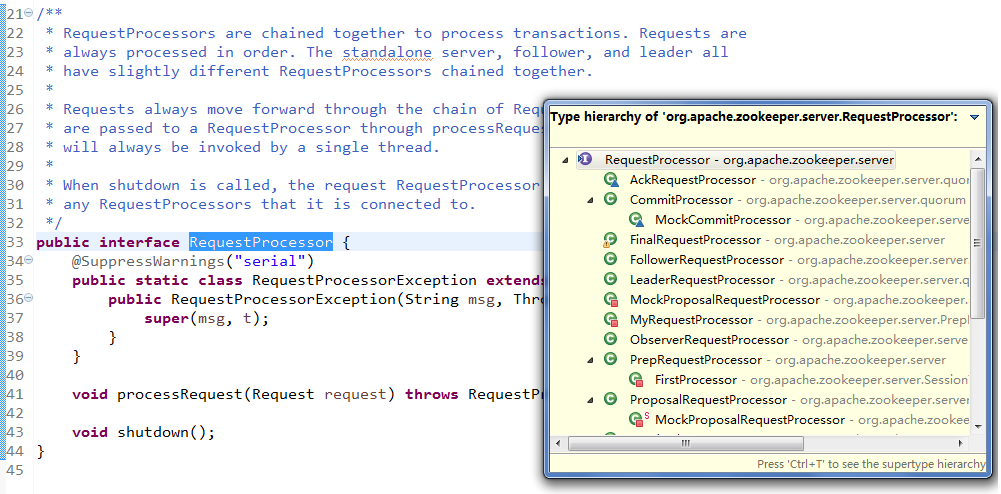 21 /**
22 * RequestProcessors are chained together to process transactions. Requests are
23 * always processed in order. The standalone server, follower, and leader all
24 * have slightly different RequestProcessors chained together.
25 *
26 * Requests always move forward through the chain of Req
27 * are passed to a RequestProcessor through processReques
28 * will always be invoked by a single thread.
29 *
30 * When shutdown is called, the request RequestProcessor
31 * any RequestProcessors that it is connected to.
32 */
33 public interface RequestProcessor {
34 @SuppressWarnings("serial")
35 public static class RequestProcessorException extends
36 public RequestProcessorException(String msg, Thro
37 super(msg, t);
38 }
39 }
40
41 void processRequest(Request request) throws RequestPr
42
43 void shutdown();
44 }
45
Type hierarchy of 'org.apache.zookeeper.server.RequestProcessor':
RequestProcessor - org.apache.zookeeper.server
AckRequestProcessor - org.apache.zookeeper.server.quor
CommitProcessor - org.apache.zookeeper.server.quorum
MockCommitProcessor - org.apache.zookeeper.serve
FinalRequestProcessor - org.apache.zookeeper.server
FollowerRequestProcessor - org.apache.zookeeper.serve
LeaderRequestProcessor - org.apache.zookeeper.server.q
MockProposalRequestProcessor - org.apache.zookeeper.
MyRequestProcessor - org.apache.zookeeper.server.PrepI
ObserverRequestProcessor - org.apache.zookeeper.serve
PrepRequestProcessor - org.apache.zookeeper.server
FirstProcessor - org.apache.zookeeper.server.Session
ProposalRequestProcessor - org.apache.zookeeper.server
S MockProposalRequestProcessor - org.apache.zookee
Press 'Ctrl+T' to see the supertype hierarchy